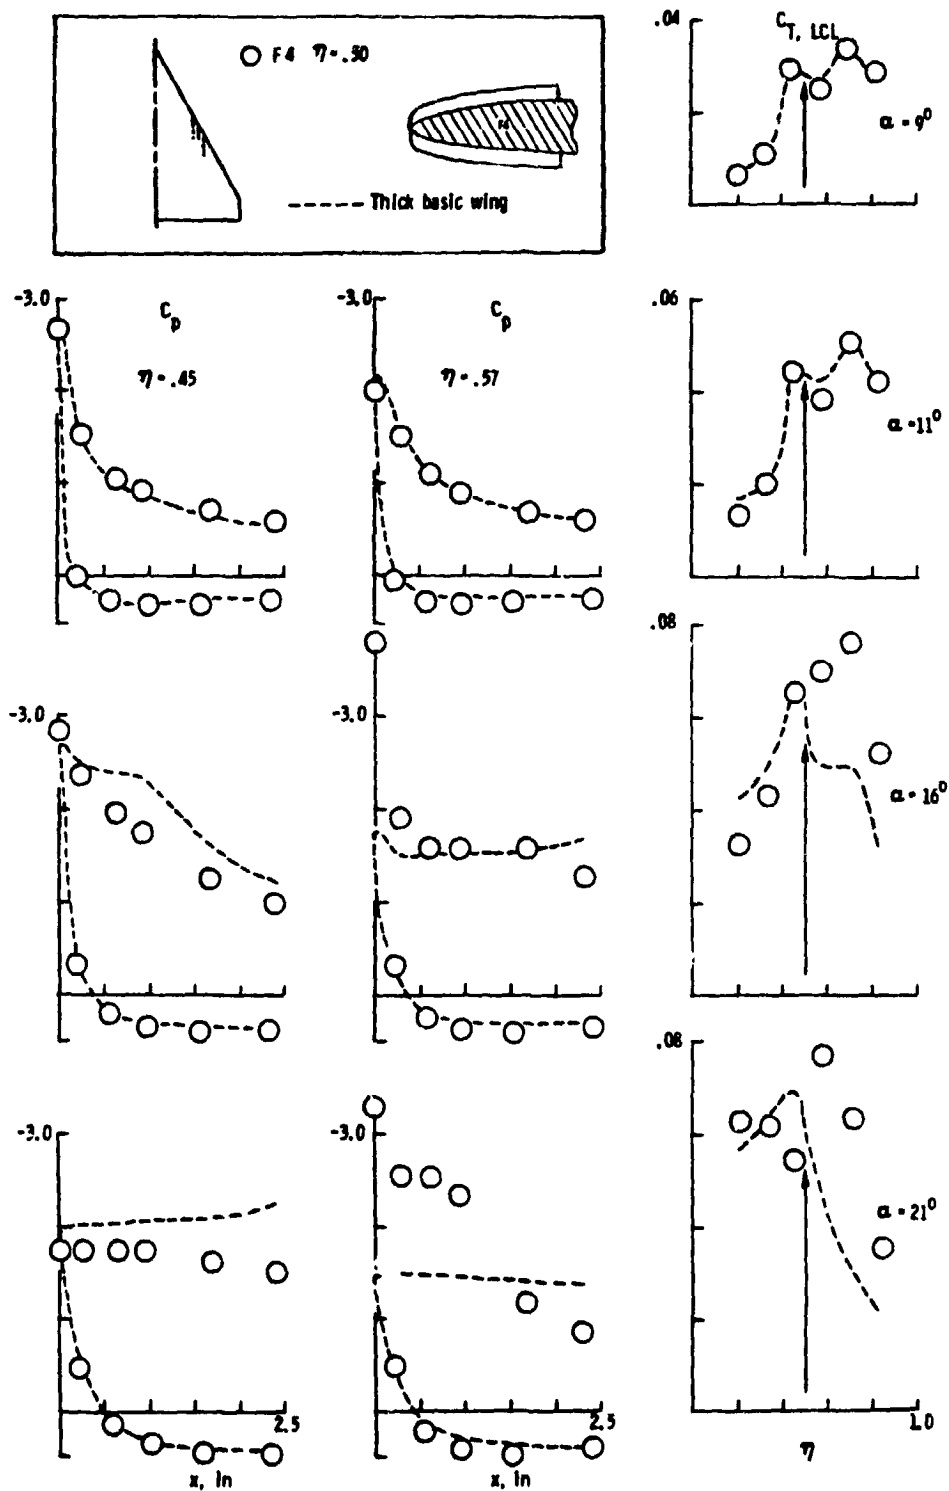 F4 η = .50
Thick basic wing
.04
C_T, LCL
α = 9°
-3.0
C_p
η = .45
-3.0
C_p
η = .57
.06
α = 11°
-3.0
-3.0
.08
α = 16°
-3.0
-3.0
.08
α = 21°
2.5
x, in
2.5
x, in
1.0
η